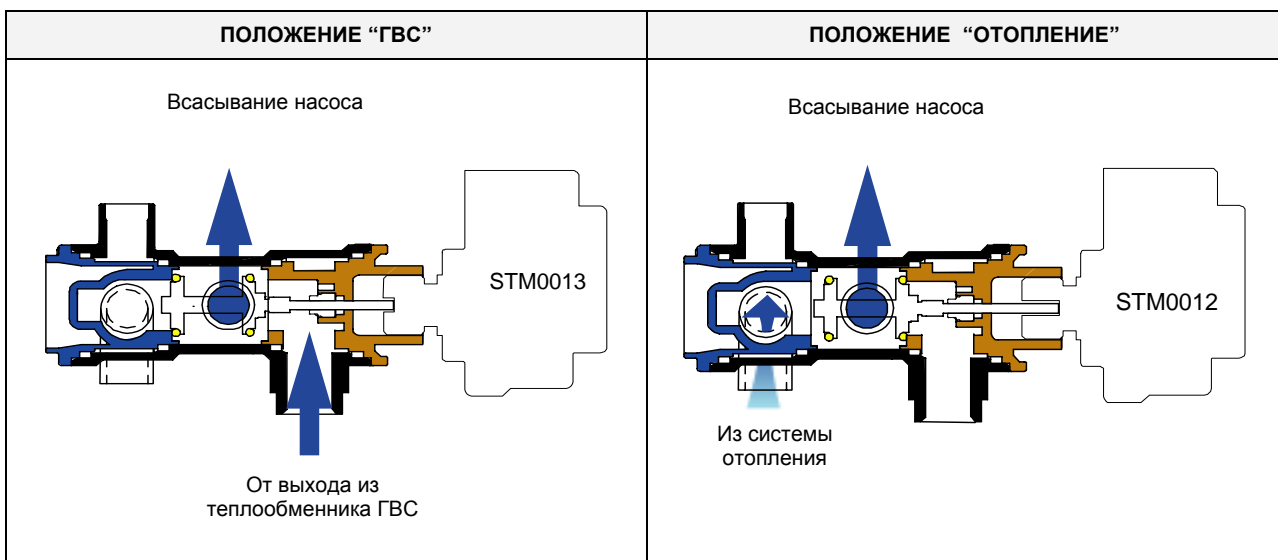 ПОЛОЖЕНИЕ “ГВС”
ПОЛОЖЕНИЕ “ОТОПЛЕНИЕ”
Всасывание насоса
STM0013
От выхода из
теплообменника ГВС
Всасывание насоса
STM0012
Из системы
отопления